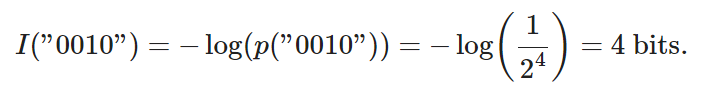 I(”0010”) = − log(p(”0010”)) = − log(1/2^4) = 4 bits.